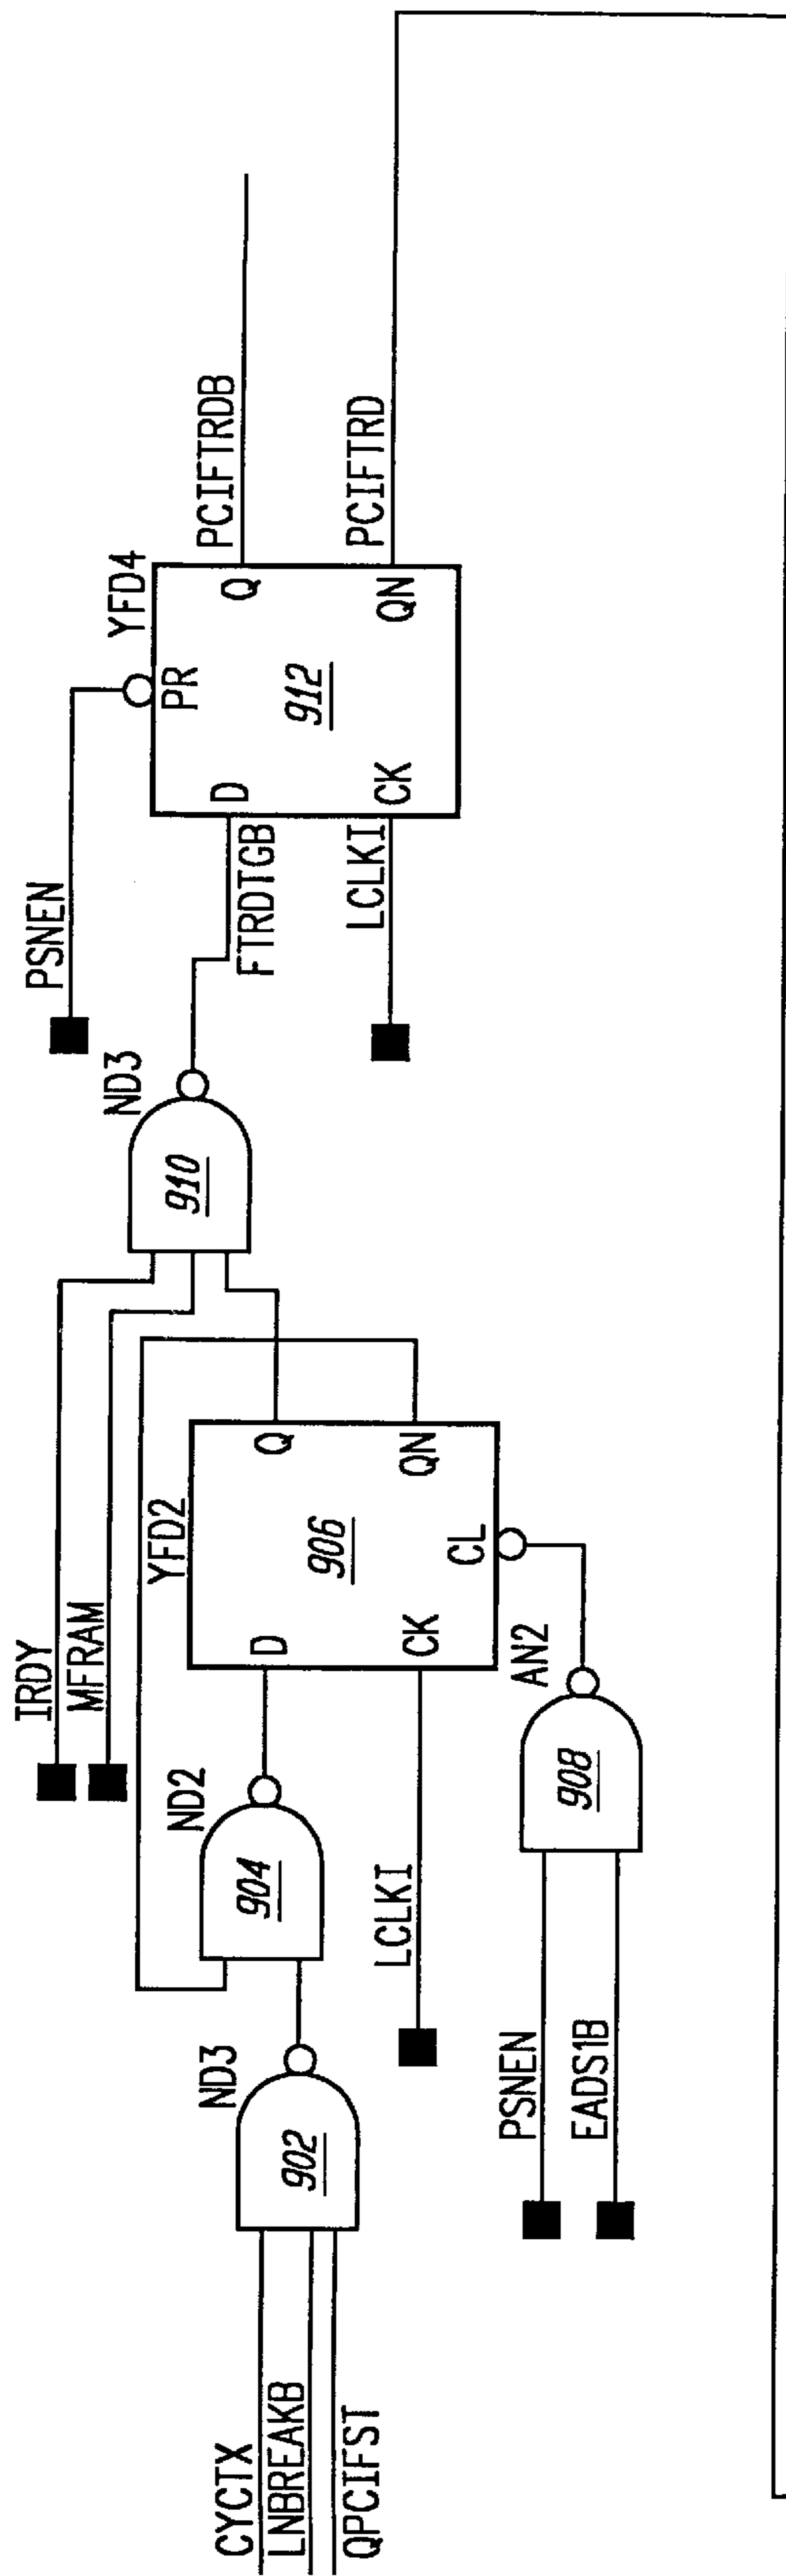 CYCTX
LNBREAKB
QPCIFST
ND3
902
ND2
904
IRDY
MFRAM
LCLKI
PSNEN
EADS1B
AN2
908
YFD2
D
CK
906
Q
QN
CL
ND3
910
PSNEN
FTRDTGB
LCLKI
YFD4
PR
D
CK
912
Q
QN
PCIFTRDB
PCIFTRD